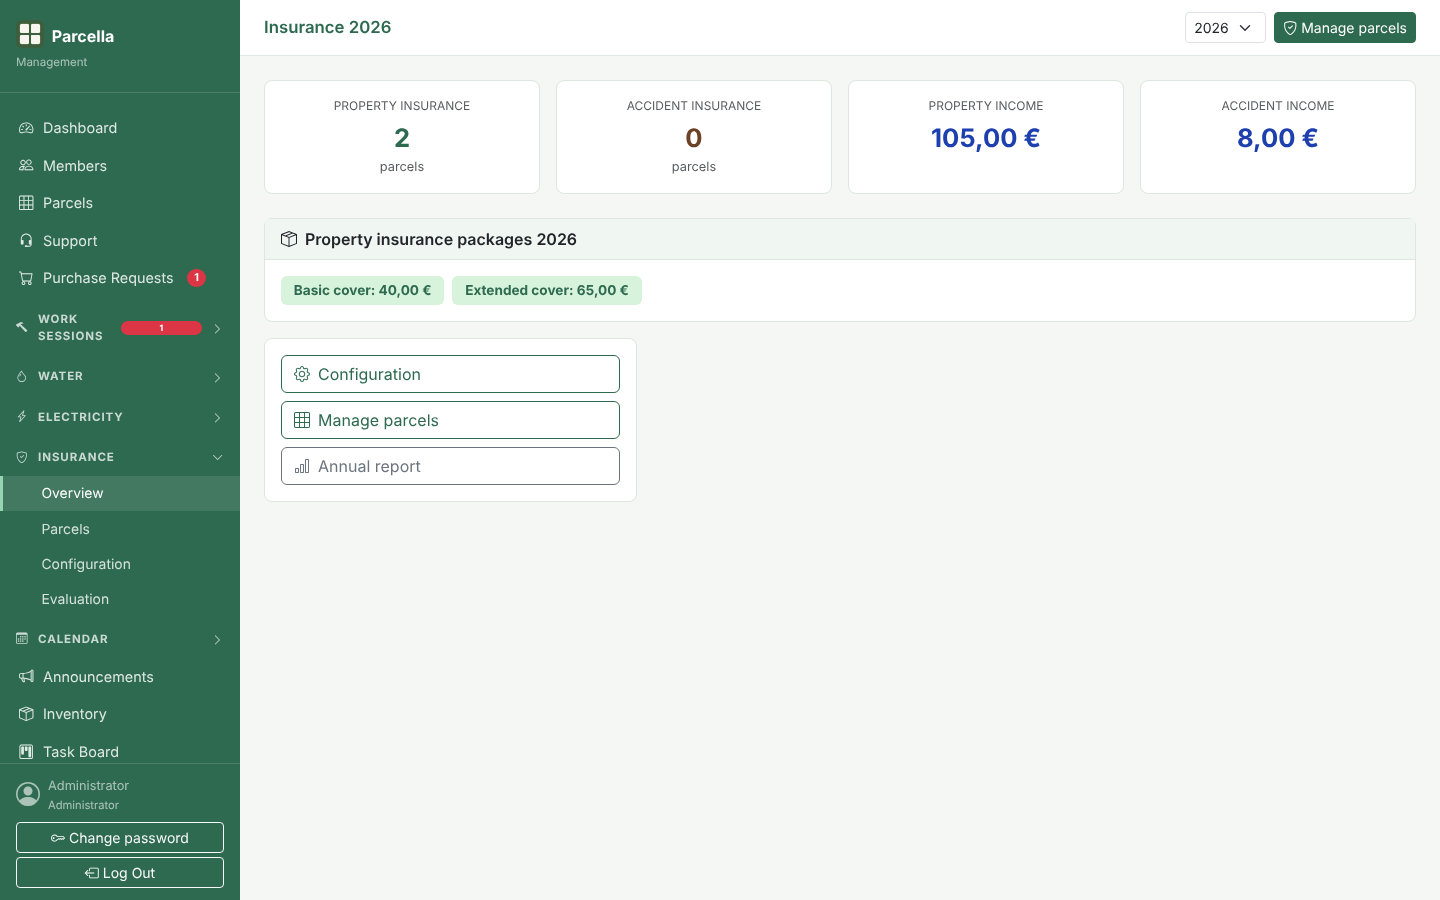 Parcella
Management
Dashboard
Members
Parcels
Support
Purchase Requests 1
WORK SESSIONS 1
WATER
ELECTRICITY
INSURANCE
Overview
Parcels
Configuration
Evaluation
CALENDAR
Announcements
Inventory
Task Board
Administrator
Administrator
Change password
Log Out
Insurance 2026
2026
Manage parcels
PROPERTY INSURANCE
2
parcels
ACCIDENT INSURANCE
0
parcels
PROPERTY INCOME
105,00 €
ACCIDENT INCOME
8,00 €
Property insurance packages 2026
Basic cover: 40,00 €
Extended cover: 65,00 €
Configuration
Manage parcels
Annual report